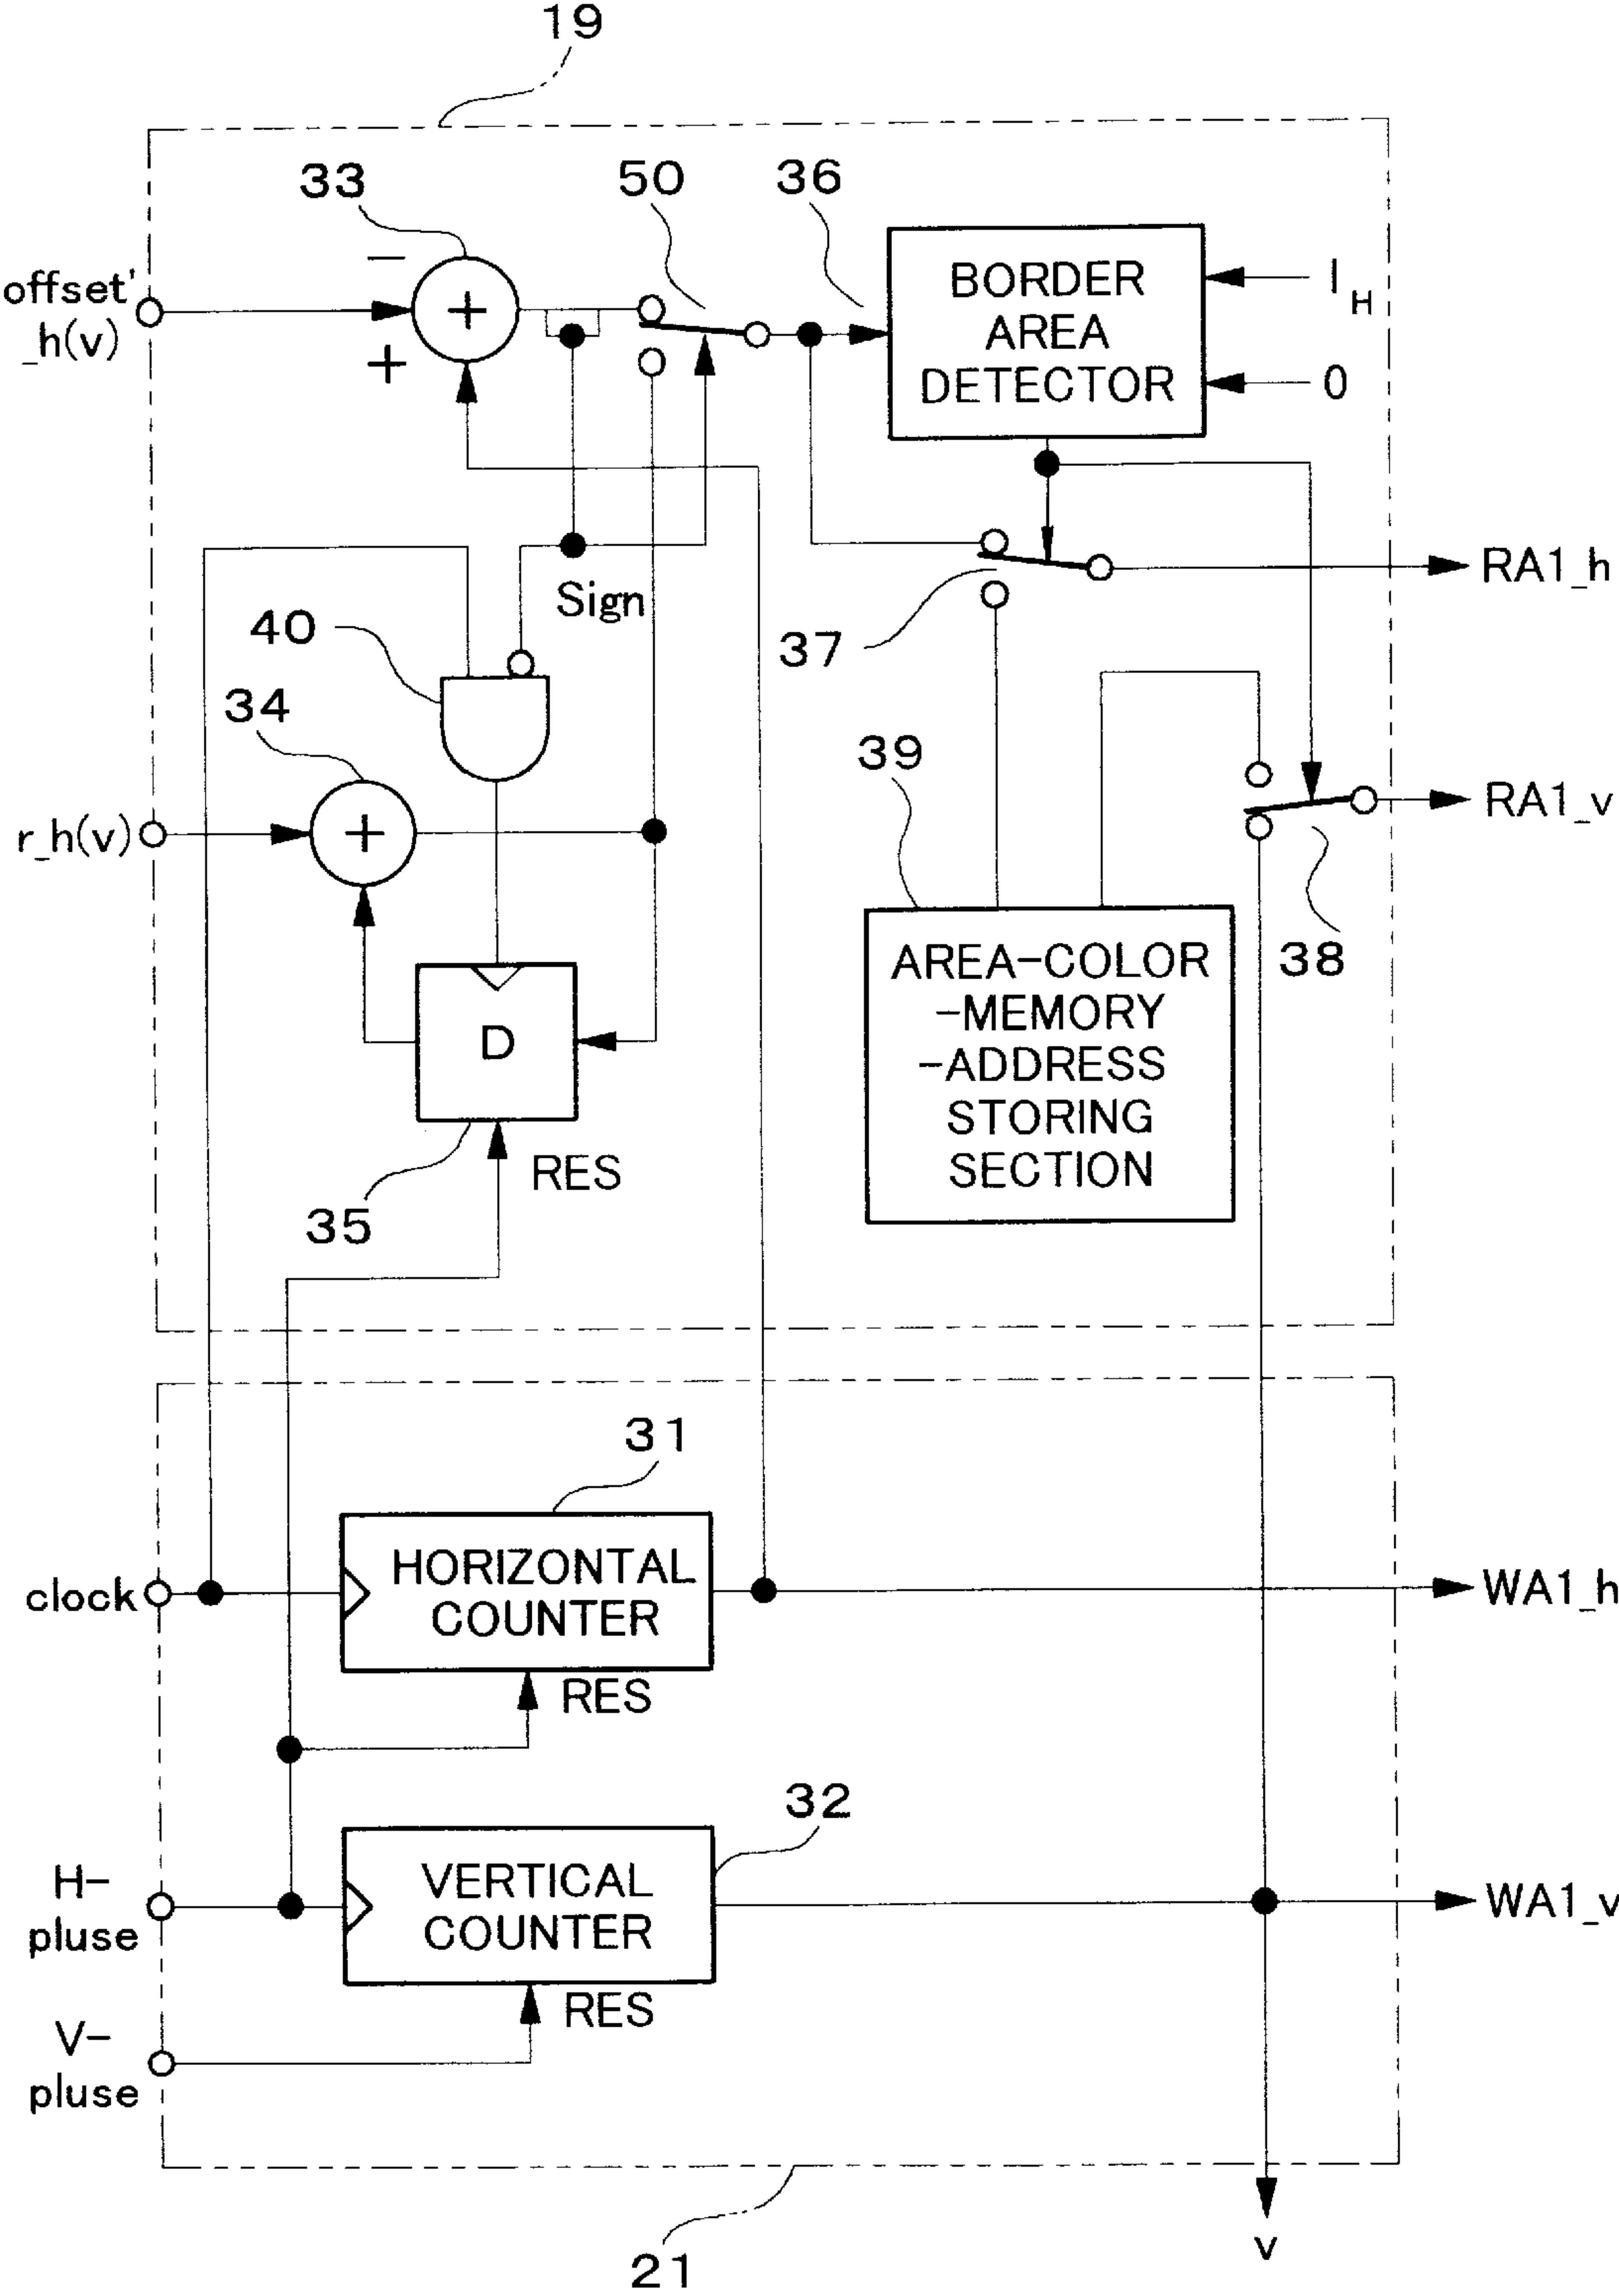 19
33
50
36
offset'
_h(v)
−
+
+
BORDER
AREA
DETECTOR
I H
0
RA1_h
Sign
40
37
34
39
RA1_v
r_h(v)
+
38
AREA-COLOR
-MEMORY
-ADDRESS
STORING
SECTION
D
RES
35
31
HORIZONTAL
COUNTER
clock
WA1_h
RES
32
VERTICAL
COUNTER
H-
pluse
WA1_v
RES
V-
pluse
v
21